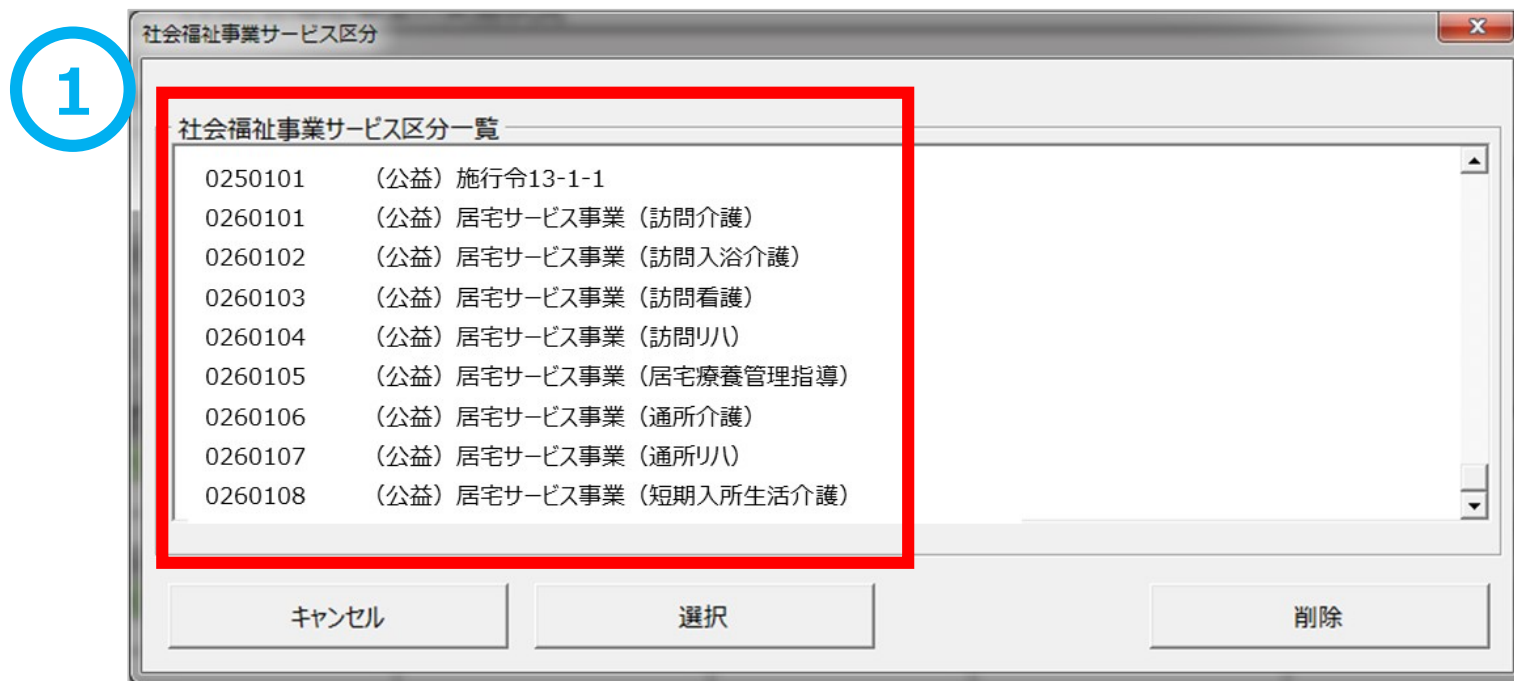 社会福祉事業サービス区分
1
社会福祉事業サービス区分一覧
0250101 （公益）施行令13-1-1
0260101 （公益）居宅サービス事業（訪問介護）
0260102 （公益）居宅サービス事業（訪問入浴介護）
0260103 （公益）居宅サービス事業（訪問看護）
0260104 （公益）居宅サービス事業（訪問リハ）
0260105 （公益）居宅サービス事業（居宅療養管理指導）
0260106 （公益）居宅サービス事業（通所介護）
0260107 （公益）居宅サービス事業（通所リハ）
0260108 （公益）居宅サービス事業（短期入所生活介護）
キャンセル 選択 削除